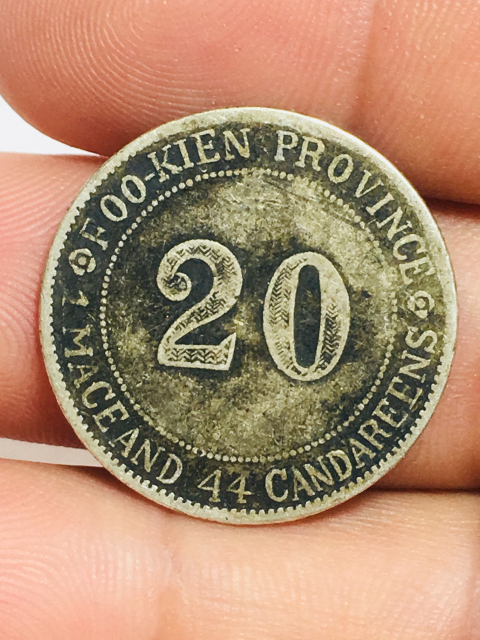 FOO-KIEN PROVINCE
20
1 MACE AND 44 CANDAREENS